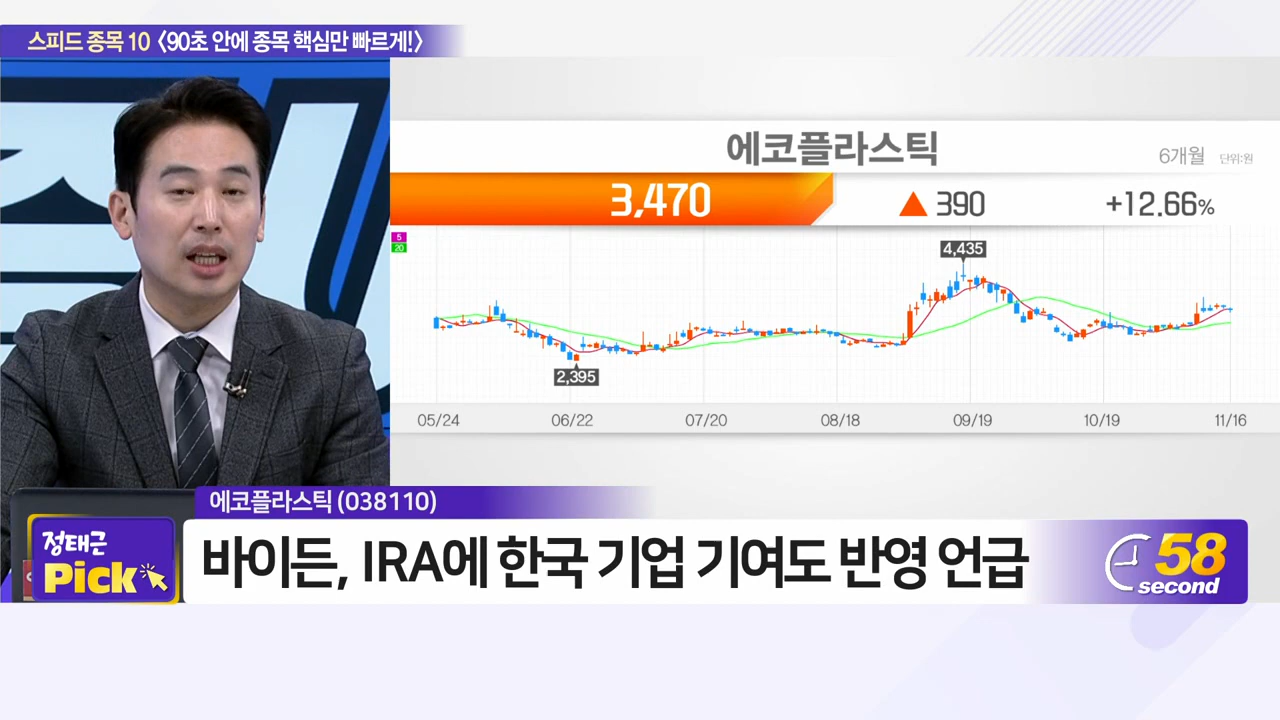 스피드 종목 10 〈90초 안에 종목 핵심만 빠르게!〉
에코플라스틱
6개월 단위:원
3,470 ▲ 390 +12.66%
5
20
4,435
2,395
05/24 06/22 07/20 08/18 09/19 10/19 11/16
에코플라스틱 (038110)
정태근
Pick
바이든, IRA에 한국 기업 기여도 반영 언급
58
second